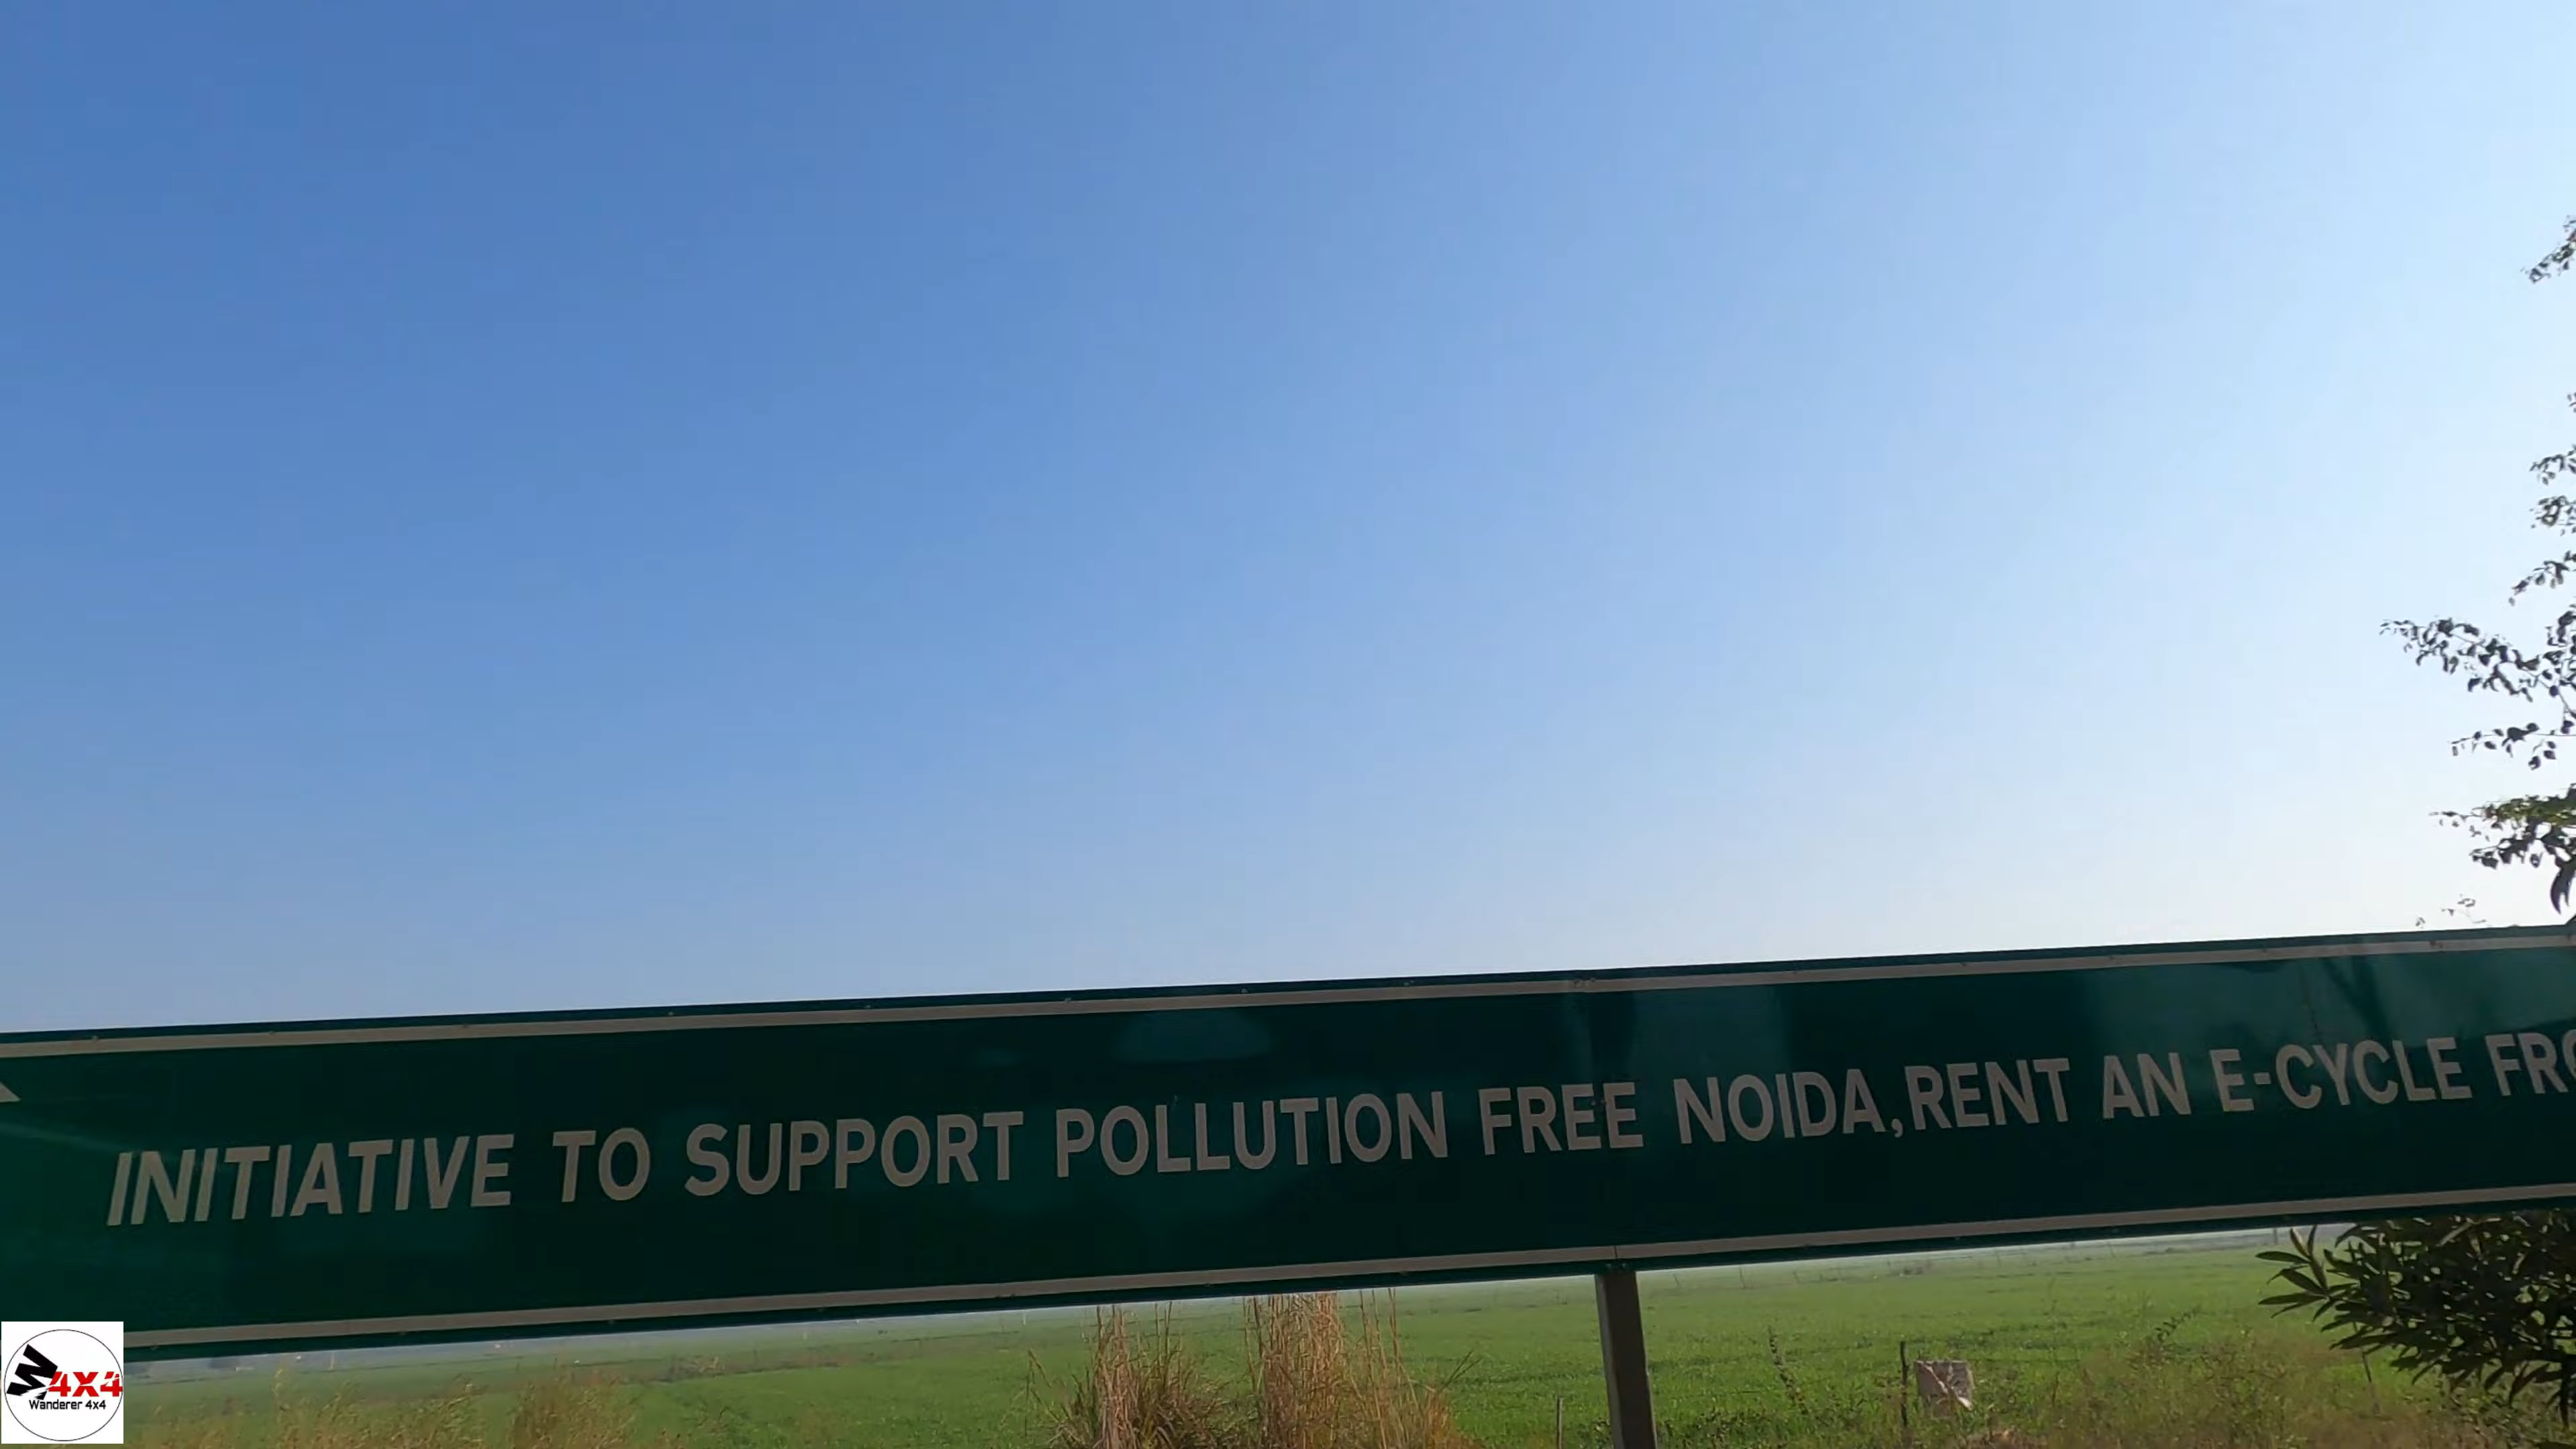 INITIATIVE TO SUPPORT POLLUTION FREE NOIDA,RENT AN E-CYCLE
4X4
Wanderer 4x4